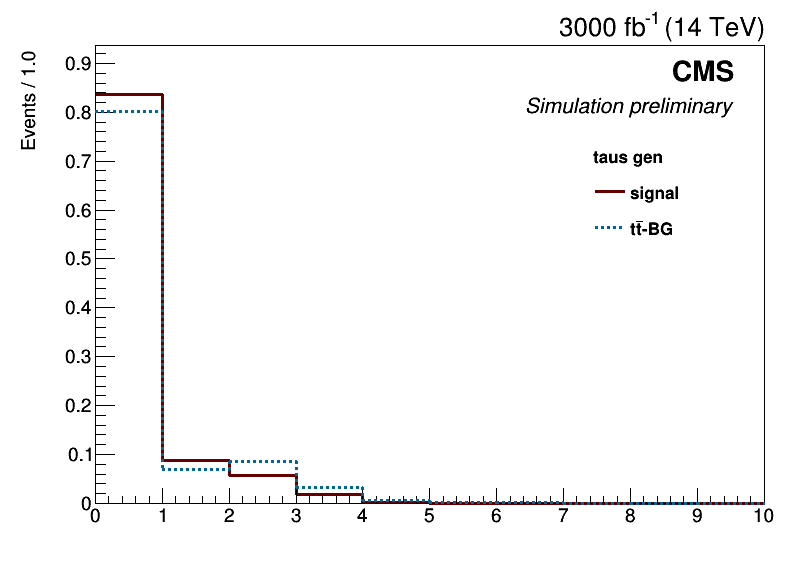 3000 fb-1 (14 TeV)
Events / 1.0
CMS
Simulation preliminary
taus gen
signal
tt̄-BG
0.9
0.8
0.7
0.6
0.5
0.4
0.3
0.2
0.1
0
0 1 2 3 4 5 6 7 8 9 10